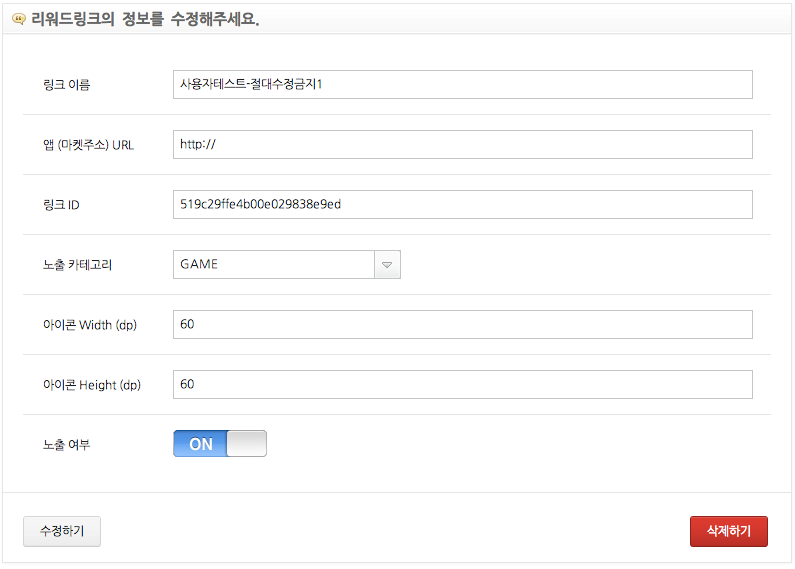 리워드링크의 정보를 수정해주세요.
링크 이름 사용자테스트-절대수정금지1
앱 (마켓주소) URL http://
링크 ID 519c29ffe4b00e029838e9ed
노출 카테고리 GAME
아이콘 Width (dp) 60
아이콘 Height (dp) 60
노출 여부 ON
수정하기 삭제하기